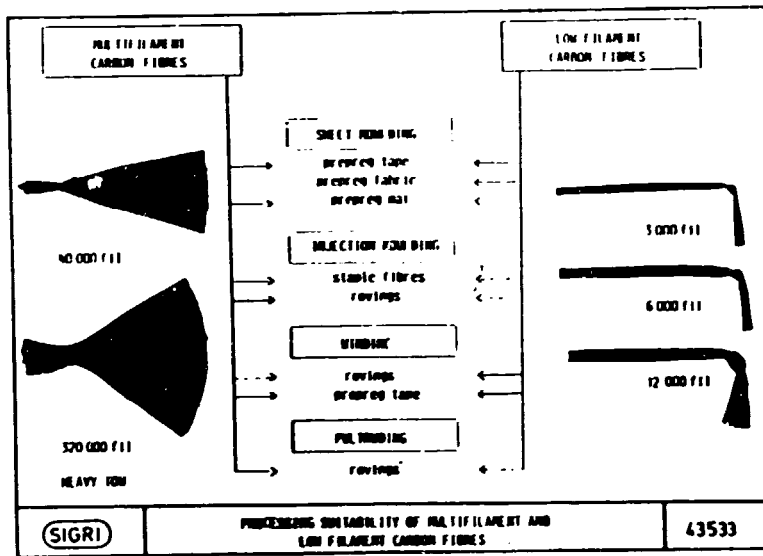 MULTIFILAMENT
CARBON FIBRES
LOW FILAMENT
CARBON FIBRES
SHEET MOULDING
prepreg tape
prepreg fabric
prepreg mat
INJECTION MOULDING
staple fibres
rovings
WINDING
rovings
prepreg tape
PULTRUDING
rovings
40 000 fil
320 000 fil
HEAVY TOW
3 000 fil
6 000 fil
12 000 fil
SIGRI
PROCESSING SUITABILITY OF MULTIFILAMENT AND
LOW FILAMENT CARBON FIBRES
43533